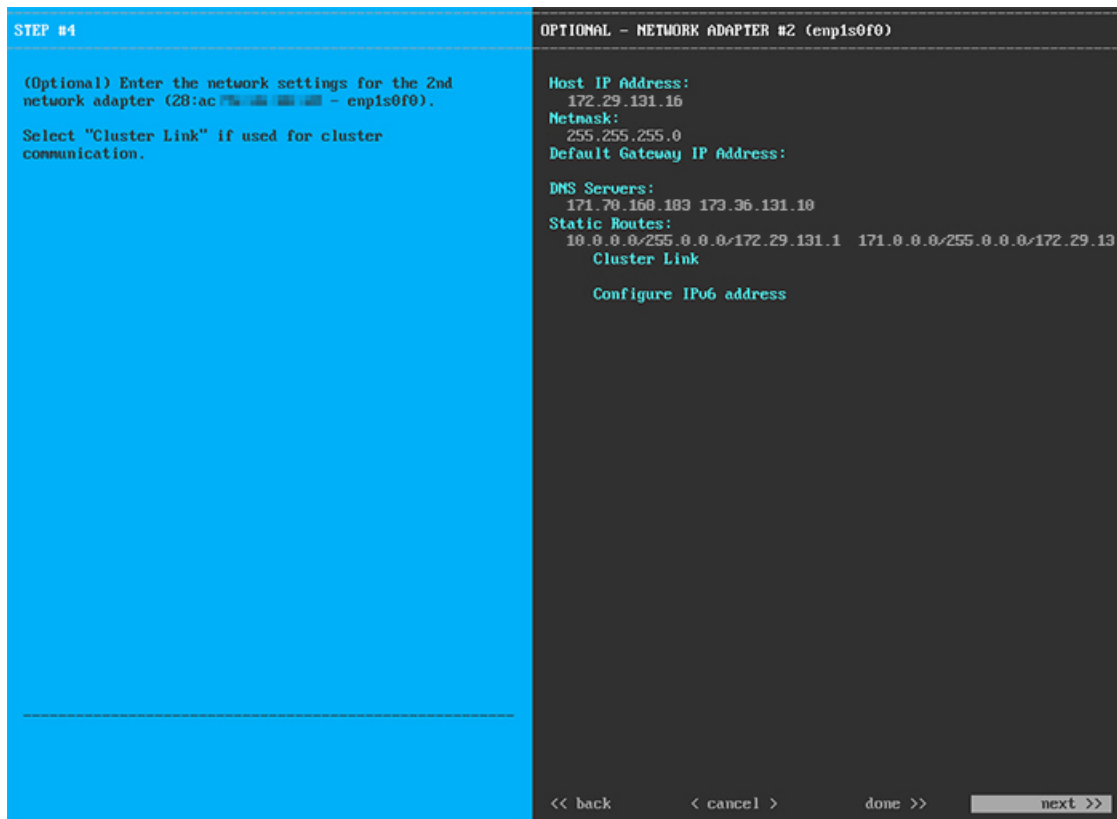 STEP #4
(Optional) Enter the network settings for the 2nd
network adapter (28:ac - enp1s0f0).
Select "Cluster Link" if used for cluster
communication.
OPTIONAL - NETWORK ADAPTER #2 (enp1s0f0)
Host IP Address:
172.29.131.16
Netmask:
255.255.255.0
Default Gateway IP Address:
DNS Servers:
171.70.168.183 173.36.131.10
Static Routes:
10.0.0.0/255.0.0.0/172.29.131.1 171.0.0.0/255.0.0.0/172.29.13
Cluster Link
Configure IPv6 address
<< back < cancel > done >> next >>